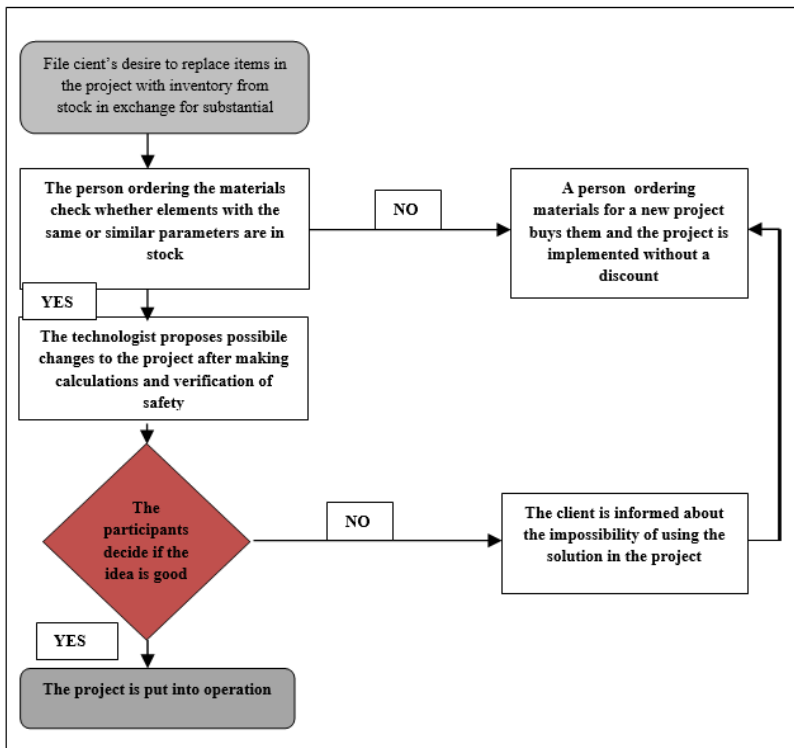 File cient's desire to replace items in
the project with inventory from
stock in exchange for substantial
The person ordering the materials
check whether elements with the
same or similar parameters are in
stock
NO
A person ordering
materials for a new project
buys them and the project is
implemented without a
discount
YES
The technologist proposes possibile
changes to the project after making
calculations and verification of
safety
The
participants
decide if the
idea is good
NO
The client is informed about
the impossibility of using the
solution in the project
YES
The project is put into operation